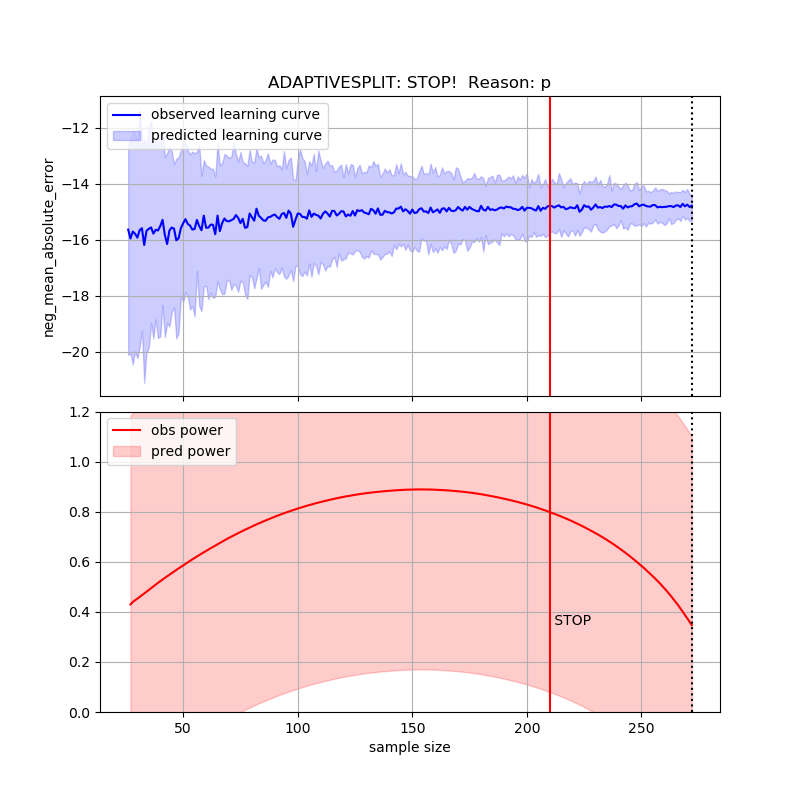 ADAPTIVESPLIT: STOP!  Reason: p
observed learning curve
predicted learning curve
neg_mean_absolute_error
−12
−14
−16
−18
−20
obs power
pred power
1.2
1.0
0.8
0.6
0.4
0.2
0.0
STOP
50
100
150
200
250
sample size